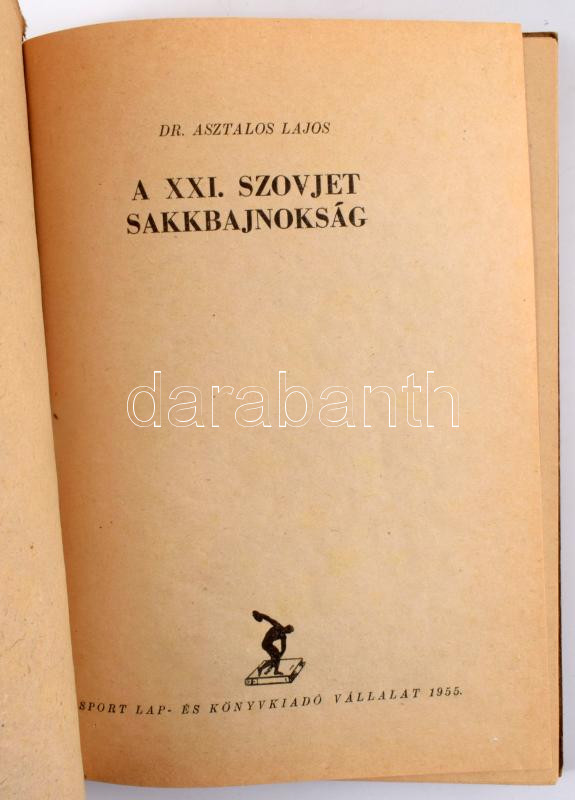 DR. ASZTALOS LAJOS
A XXI. SZOVJET
SAKKBAJNOKSÁG
darabanth
SPORT LAP- ÉS KÖNYVKIADÓ VÁLLALAT 1955.